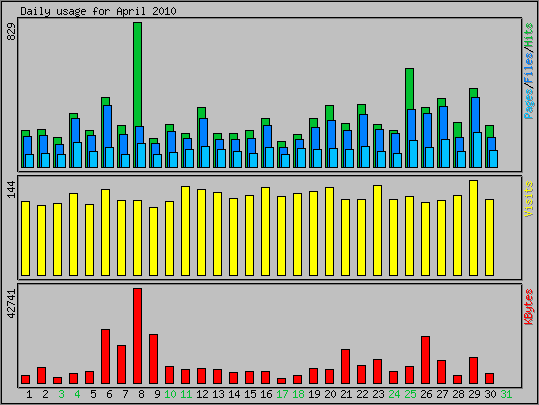 Daily usage for April 2010
829
Pages/Files/Hits
144
Visits
42741
KBytes
1 2 3 4 5 6 7 8 9 10 11 12 13 14 15 16 17 18 19 20 21 22 23 24 25 26 27 28 29 30 31